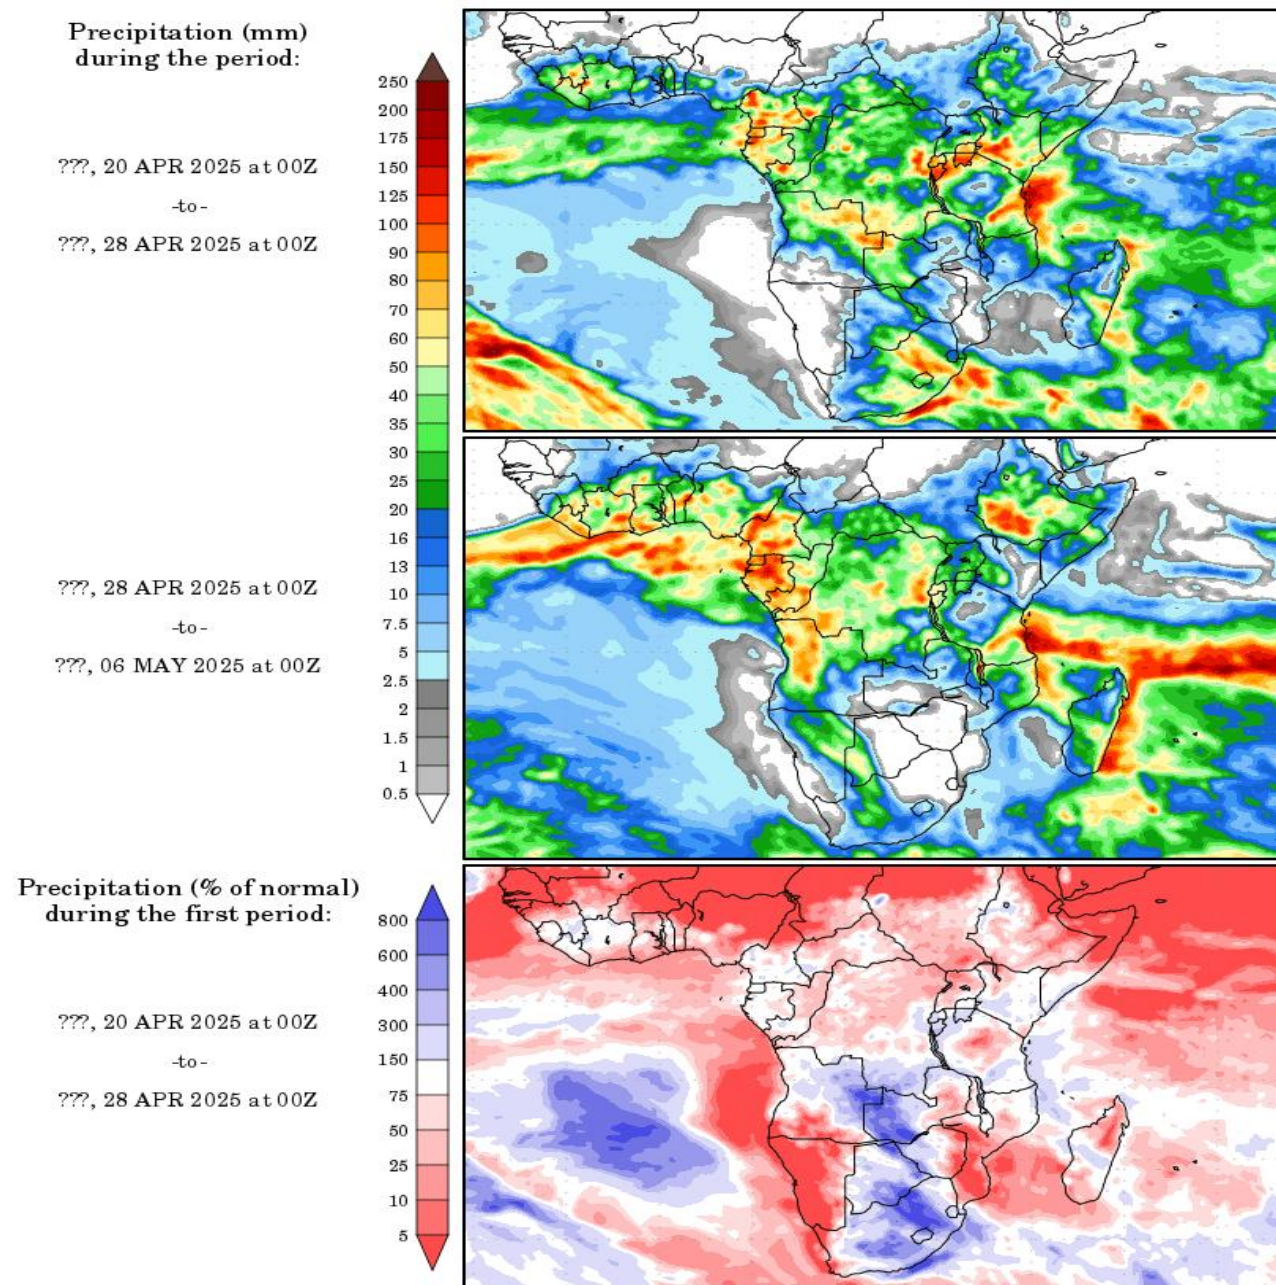 Precipitation (mm)
during the period:
???, 20 APR 2025 at 00Z
-to-
???, 28 APR 2025 at 00Z
250
200
175
150
125
100
90
80
70
60
50
40
35
30
25
20
16
13
10
7.5
5
2.5
2
1.5
1
0.5
???, 28 APR 2025 at 00Z
-to-
???, 06 MAY 2025 at 00Z
Precipitation (% of normal)
during the first period:
???, 20 APR 2025 at 00Z
-to-
???, 28 APR 2025 at 00Z
800
600
400
300
150
75
50
25
10
5